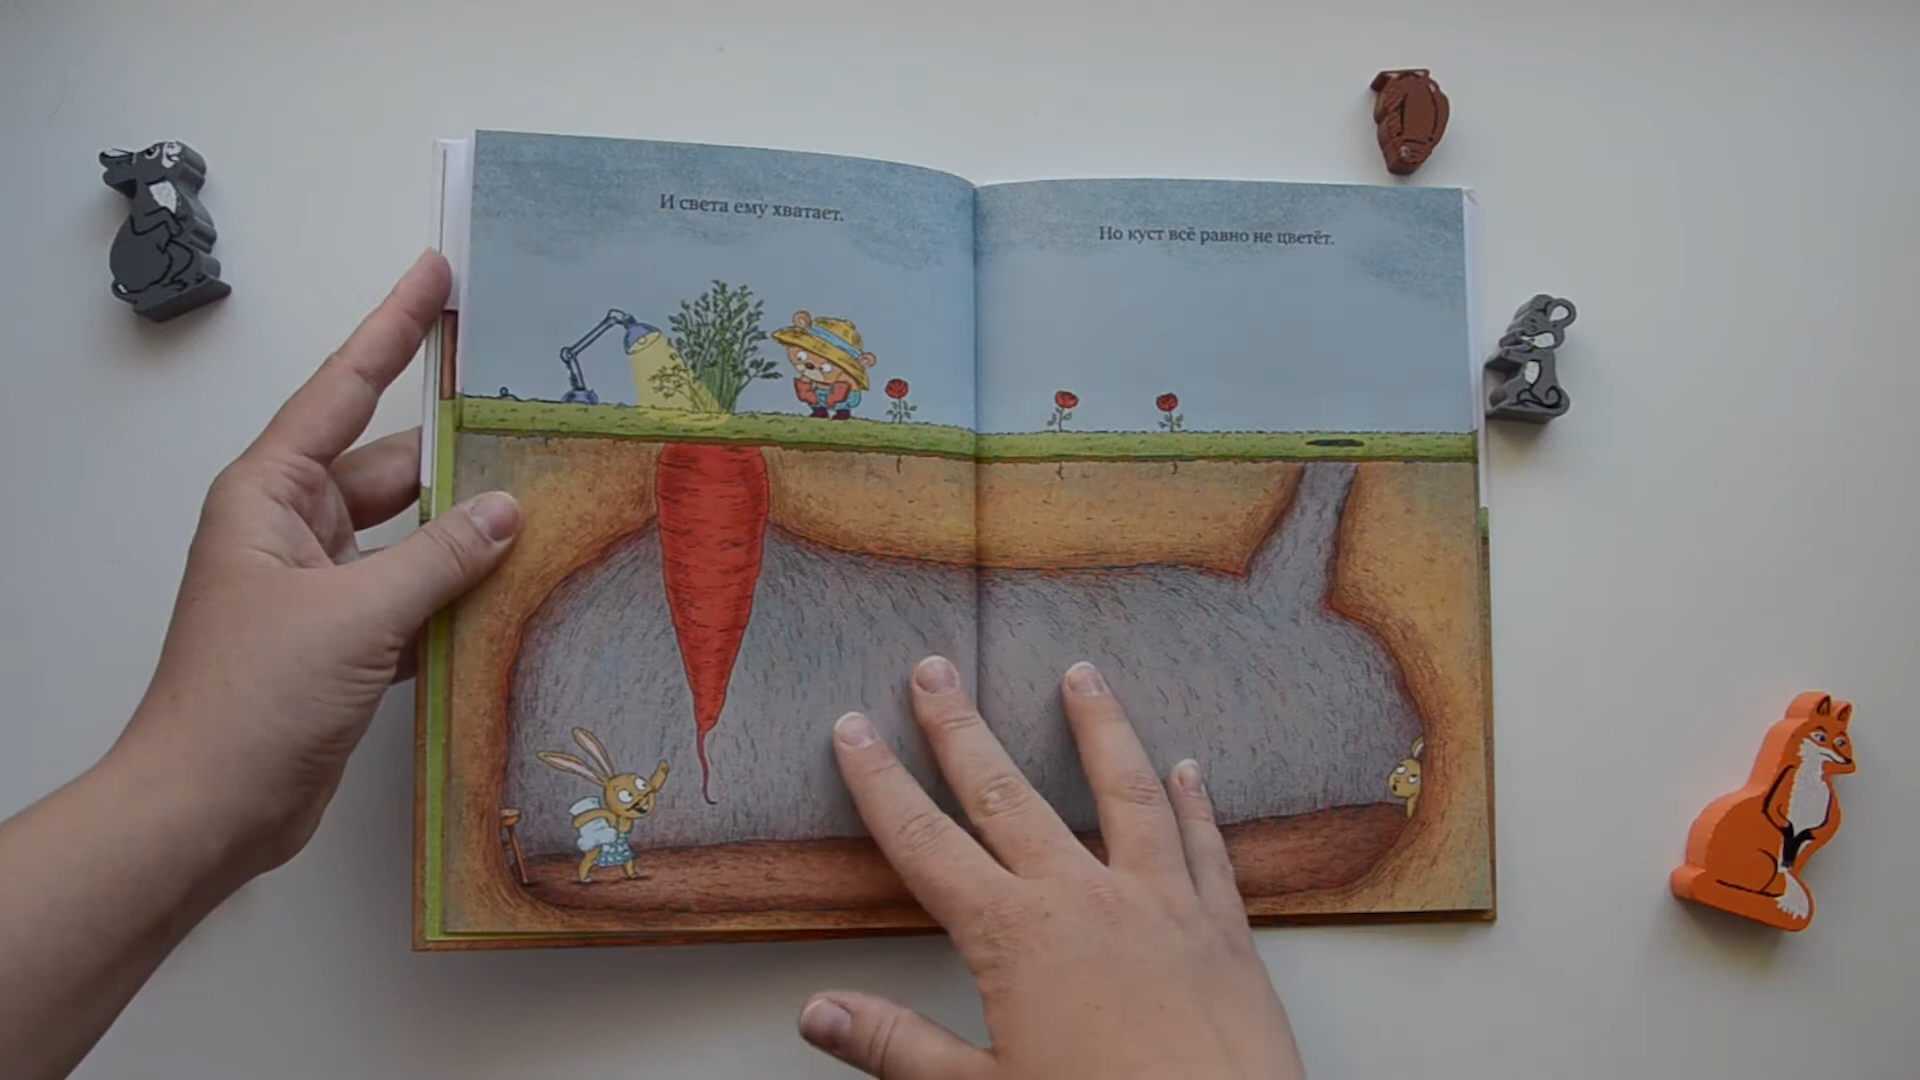 И света ему хватает.
Но куст всё равно не цветёт.